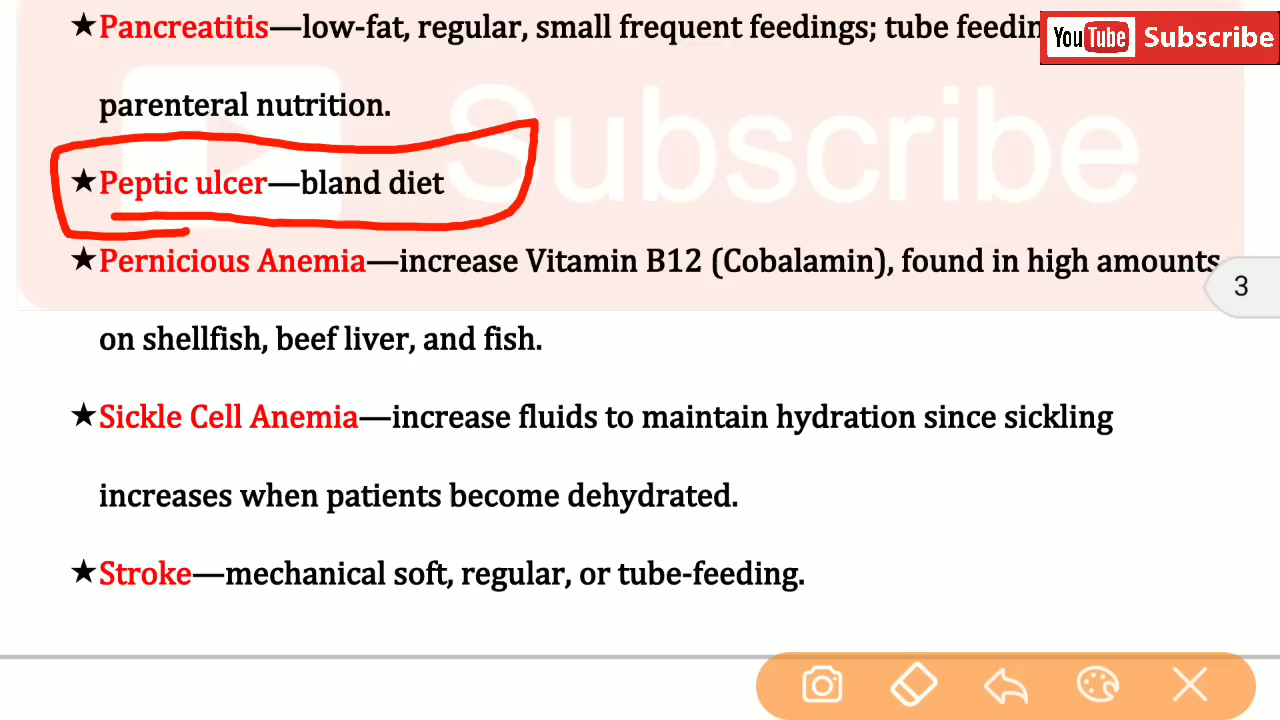 ★Pancreatitis—low-fat, regular, small frequent feedings; tube
YouTube Subscribe
parenteral nutrition.
Subscribe
★Peptic ulcer—bland diet
★Pernicious Anemia—increase Vitamin B12 (Cobalamin), found in high amounts
3
on shellfish, beef liver, and fish.
★Sickle Cell Anemia—increase fluids to maintain hydration since sickling
increases when patients become dehydrated.
★Stroke—mechanical soft, regular, or tube-feeding.